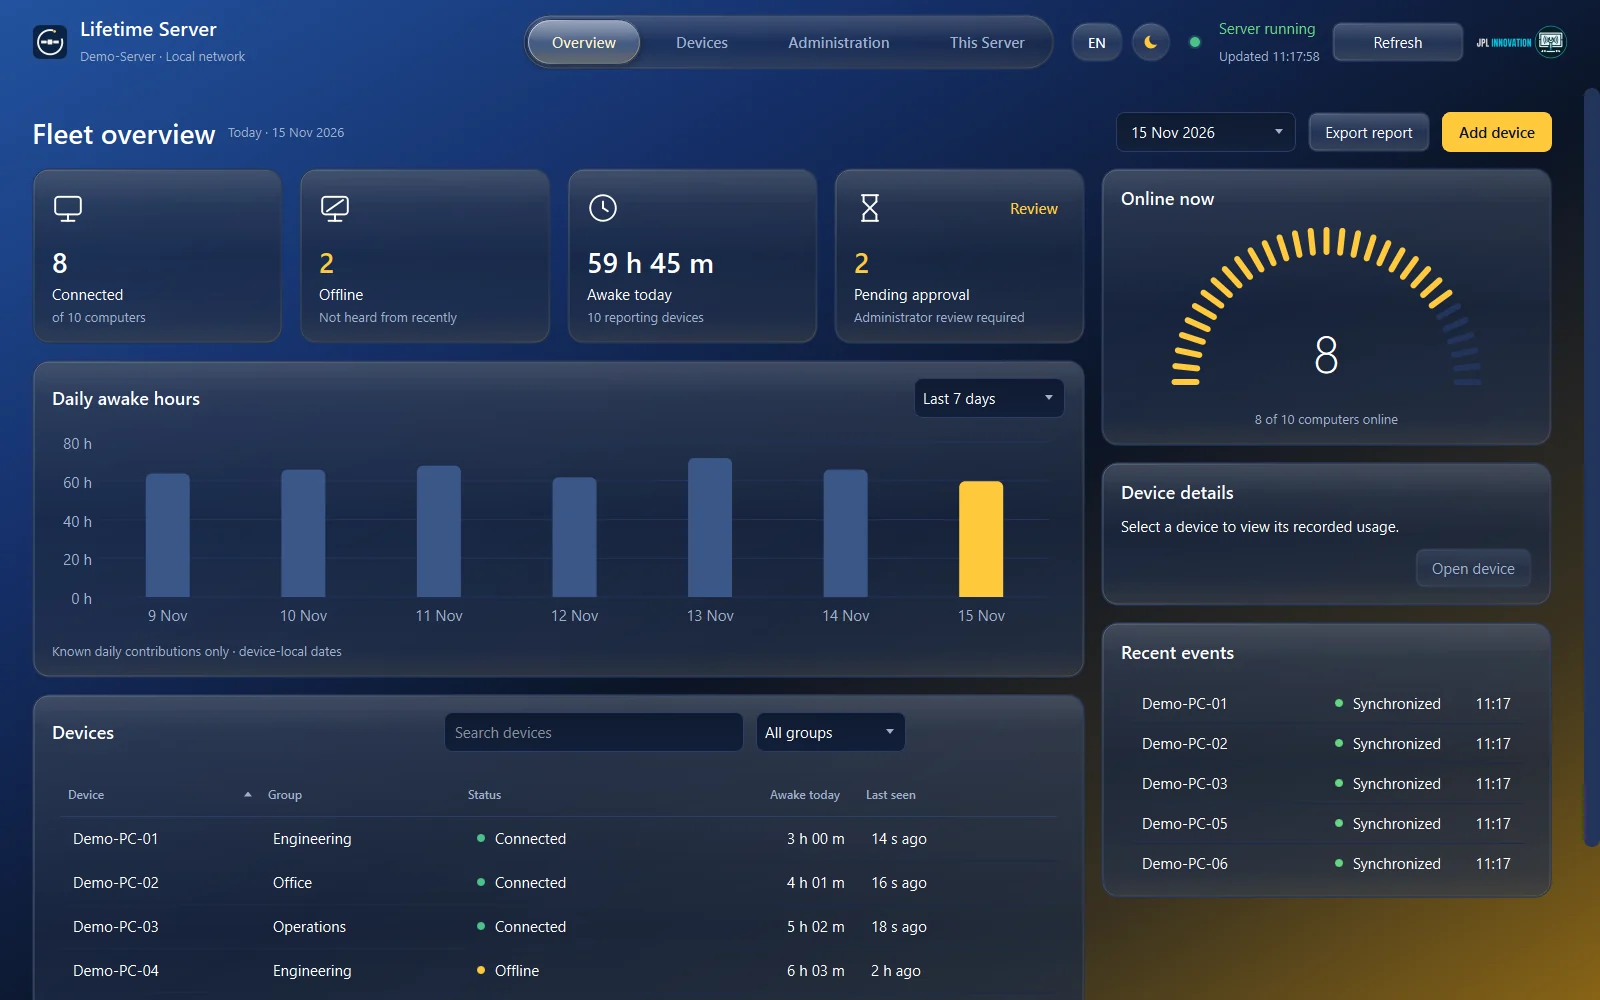 Lifetime Server
Demo-Server · Local network
Overview
Devices
Administration
This Server
EN
Server running
Updated 11:17:58
Refresh
JPL INNOVATION
Fleet overview
Today · 15 Nov 2026
15 Nov 2026
Export report
Add device
8
Connected
of 10 computers
2
Offline
Not heard from recently
59 h 45 m
Awake today
10 reporting devices
Review
2
Pending approval
Administrator review required
Online now
8
8 of 10 computers online
Daily awake hours
Last 7 days
80 h
60 h
40 h
20 h
0 h
9 Nov
10 Nov
11 Nov
12 Nov
13 Nov
14 Nov
15 Nov
Known daily contributions only · device-local dates
Device details
Select a device to view its recorded usage.
Open device
Recent events
Demo-PC-01 Synchronized 11:17
Demo-PC-02 Synchronized 11:17
Demo-PC-03 Synchronized 11:17
Demo-PC-05 Synchronized 11:17
Demo-PC-06 Synchronized 11:17
Devices
Search devices
All groups
Device Group Status Awake today Last seen
Demo-PC-01 Engineering Connected 3 h 00 m 14 s ago
Demo-PC-02 Office Connected 4 h 01 m 16 s ago
Demo-PC-03 Operations Connected 5 h 02 m 18 s ago
Demo-PC-04 Engineering Offline 6 h 03 m 2 h ago